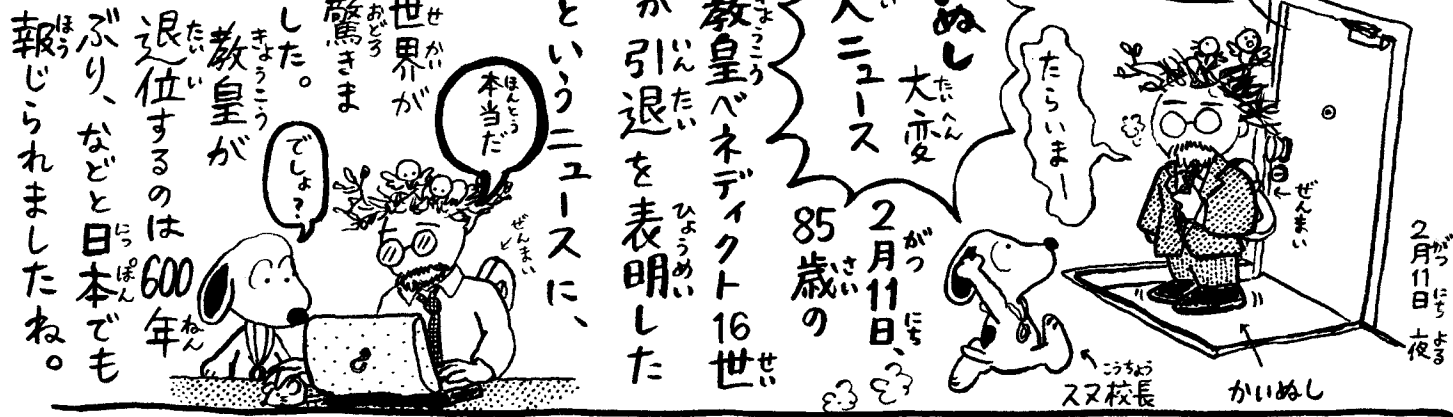 2月11日 夜
ぜんまい
かいぬし
たらいまー
ぬし
大変
ニュース
スヌ校長
2月11日、
85歳の
教皇ベネディクト16世
が引退を表明した
というニュースに、
世界が
驚きま
した。
本当だ
ぜんまい
でしょ?
教皇が
退位するのは600年
ぶり、などと日本でも
報じられましたね。